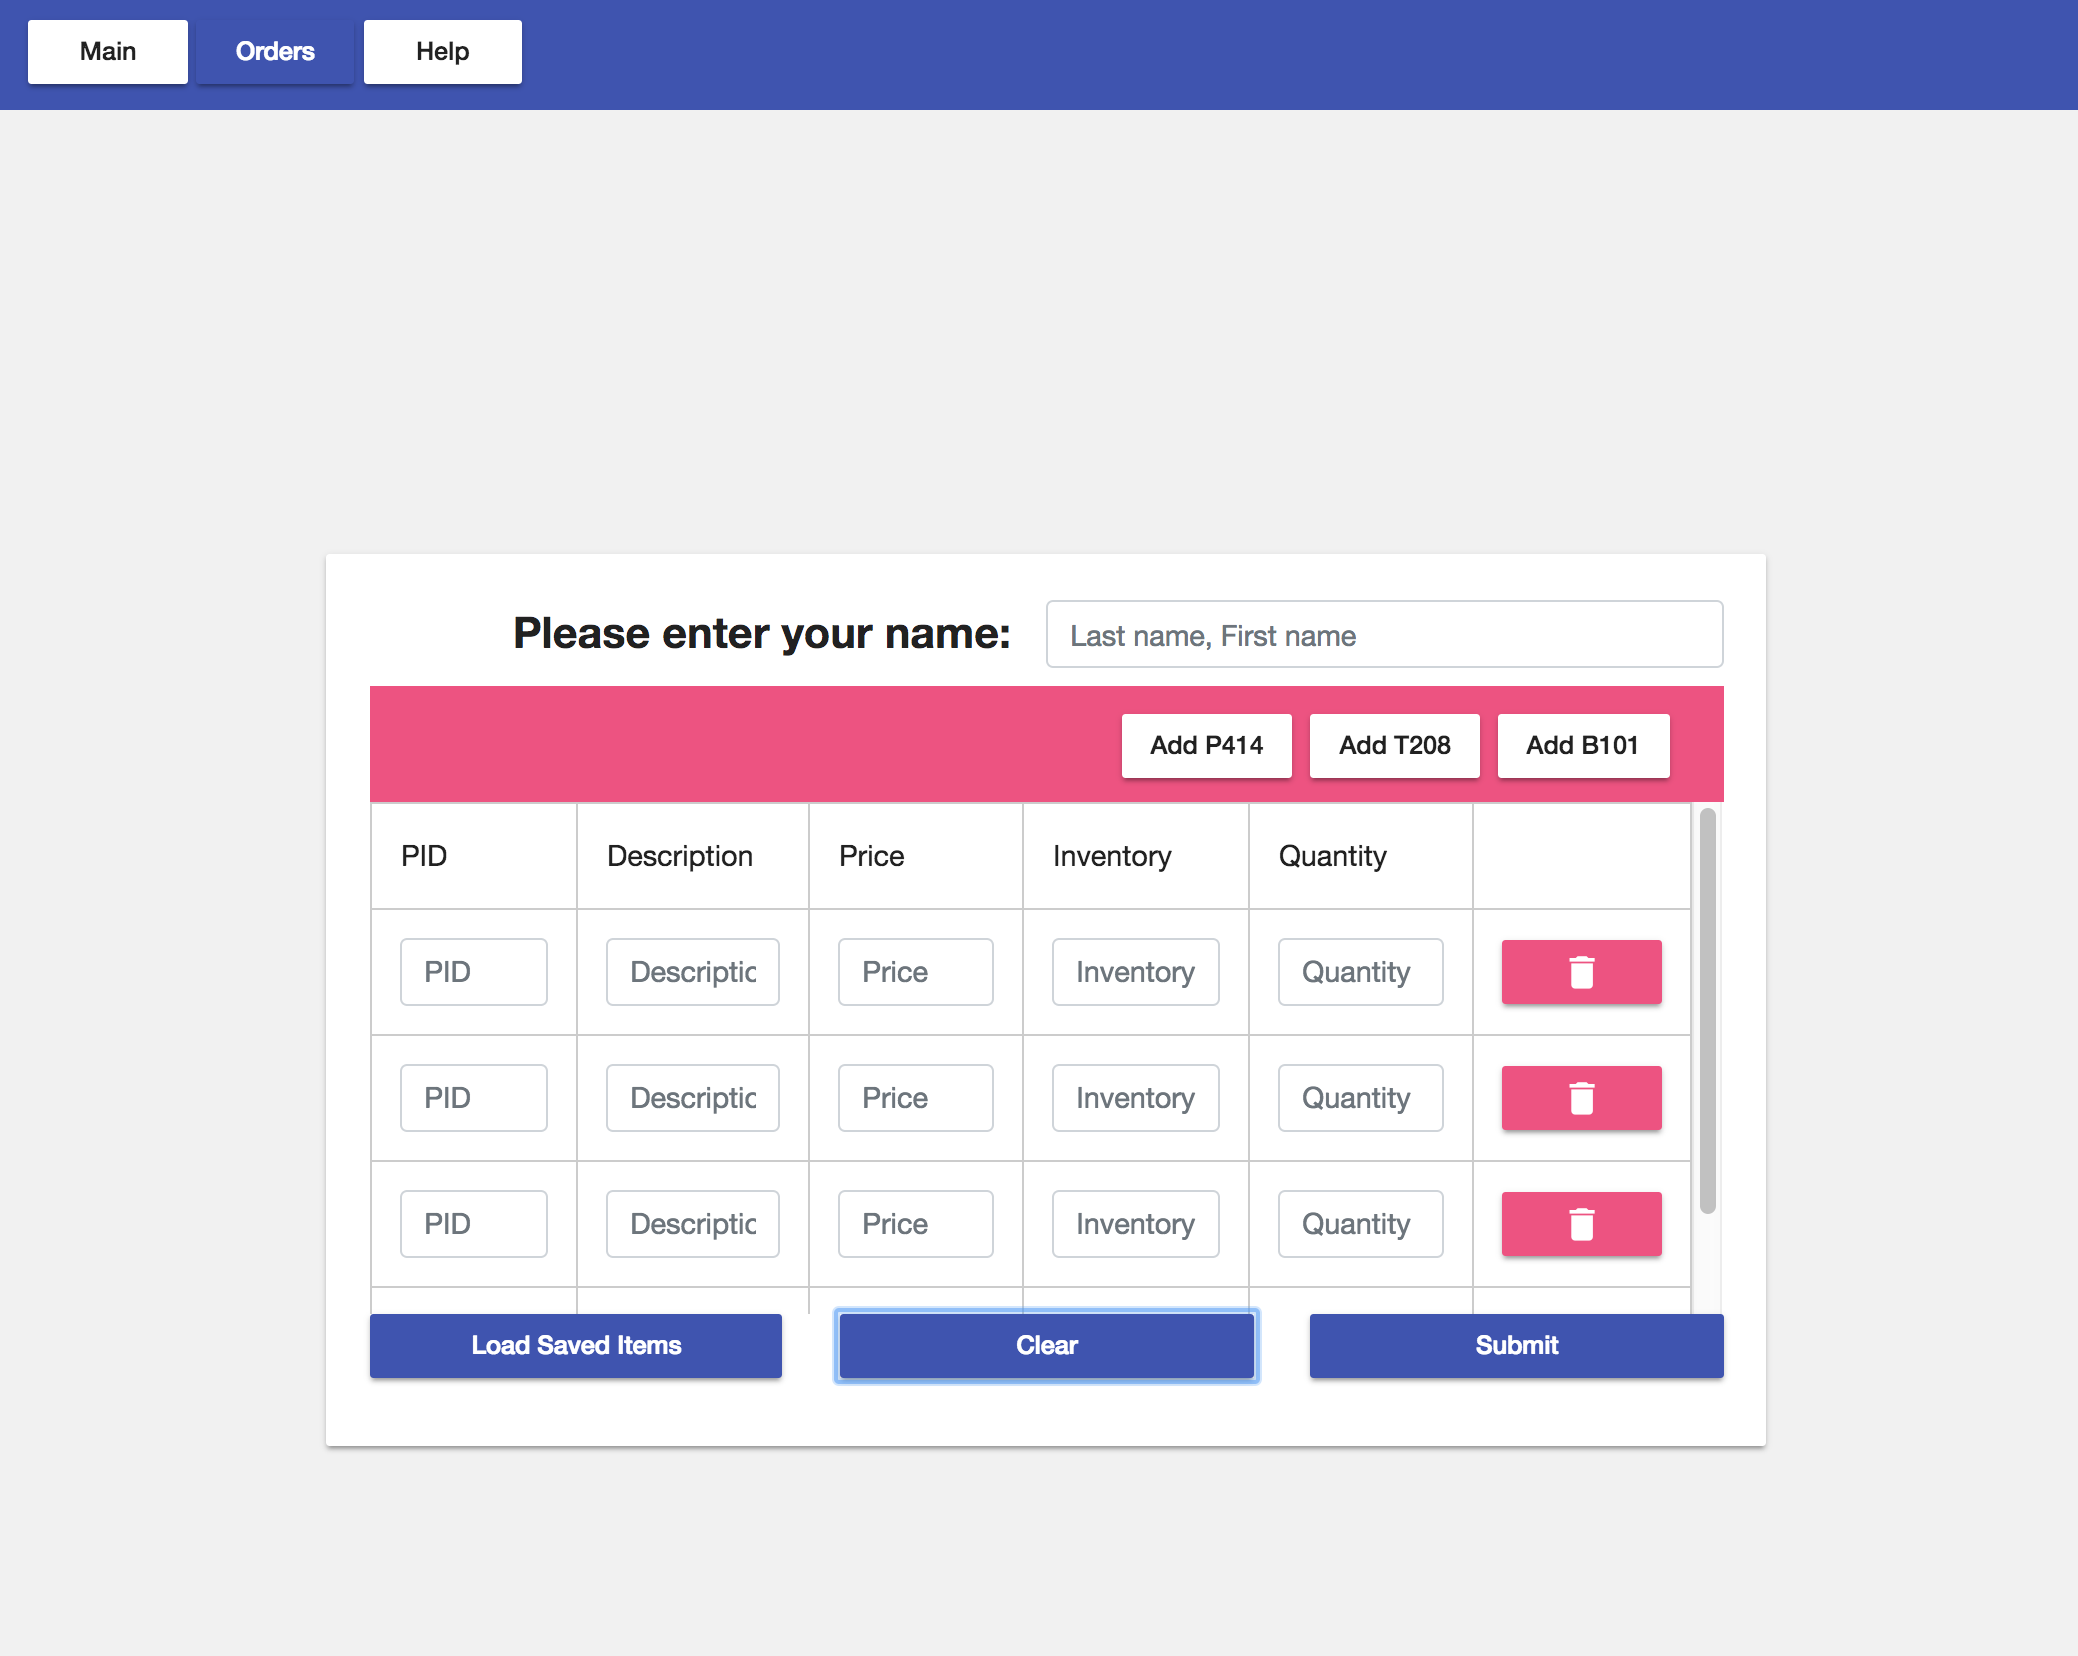 Main Orders Help
Please enter your name: Last name, First name
Add P414 Add T208 Add B101
PID Description Price Inventory Quantity
PID Descriptic Price Inventory Quantity
PID Descriptic Price Inventory Quantity
PID Descriptic Price Inventory Quantity
Load Saved Items Clear Submit